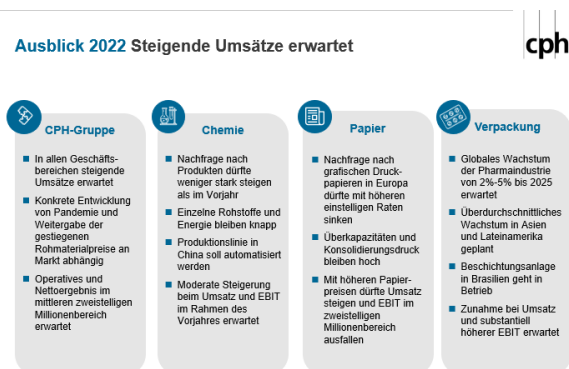 Ausblick 2022 Steigende Umsätze erwartet
cph
CPH-Gruppe
In allen Geschäfts-
bereichen steigende
Umsätze erwartet
Konkrete Entwicklung
von Pandemie und
Weitergabe der
gestiegenen
Rohmaterialpreise an
Markt abhängig
Operatives und
Nettoergebnis im
mittleren zweistelligen
Millionenbereich
erwartet
Chemie
Nachfrage nach
Produkten dürfte
weniger stark steigen
als im Vorjahr
Einzelne Rohstoffe und
Energie bleiben knapp
Produktionslinie in
China soll automatisiert
werden
Moderate Steigerung
beim Umsatz und EBIT
im Rahmen des
Vorjahres erwartet
Papier
Nachfrage nach
grafischen Druck-
papieren in Europa
dürfte mit höheren
einstelligen Raten
sinken
Überkapazitäten und
Konsolidierungsdruck
bleiben hoch
Mit höheren Papier-
preisen dürfte Umsatz
steigen und EBIT im
zweistelligen
Millionenbereich
ausfallen
Verpackung
Globales Wachstum
der Pharmaindustrie
von 2%-5% bis 2025
erwartet
Überdurchschnittliches
Wachstum in Asien
und Lateinamerika
geplant
Beschichtungsanlage
in Brasilien geht in
Betrieb
Zunahme bei Umsatz
und substantiell
höherer EBIT erwartet